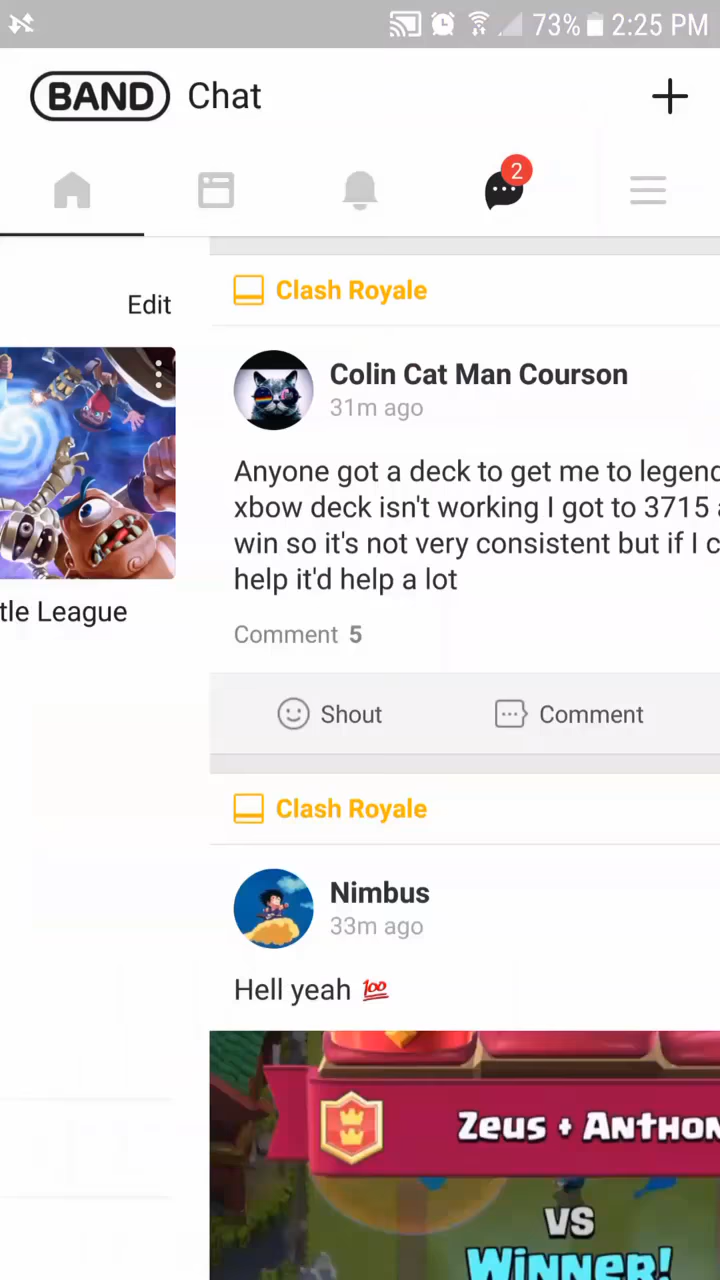 73% 2:25 PM
BAND Chat
2
Edit
Clash Royale
Colin Cat Man Courson
31m ago
Anyone got a deck to get me to legend
xbow deck isn't working I got to 3715
win so it's not very consistent but if I c
help it'd help a lot
tle League
Comment 5
Shout Comment
Clash Royale
Nimbus
33m ago
Hell yeah 💯
Zeus + Anthon
VS
Winner!